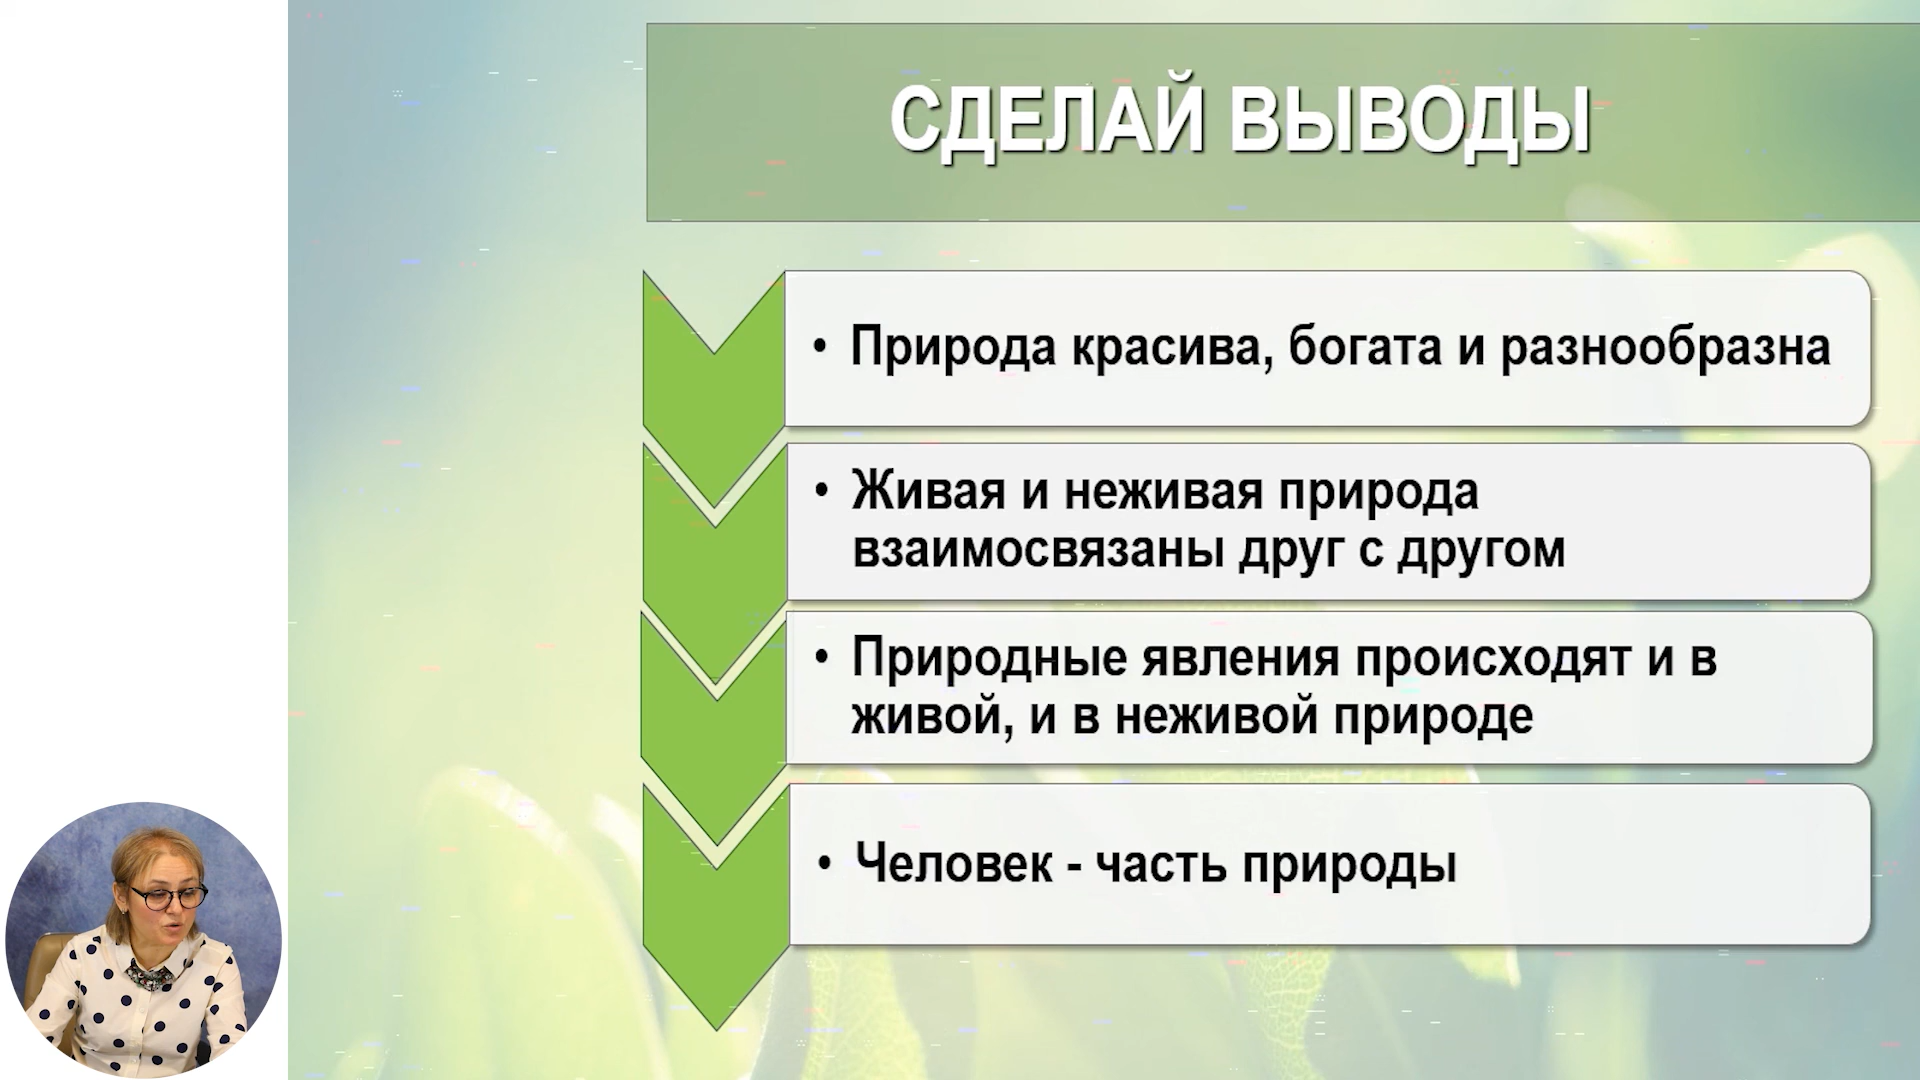 СДЕЛАЙ ВЫВОДЫ
• Природа красива, богата и разнообразна
• Живая и неживая природа
взаимосвязаны друг с другом
• Природные явления происходят и в
живой, и в неживой природе
• Человек - часть природы